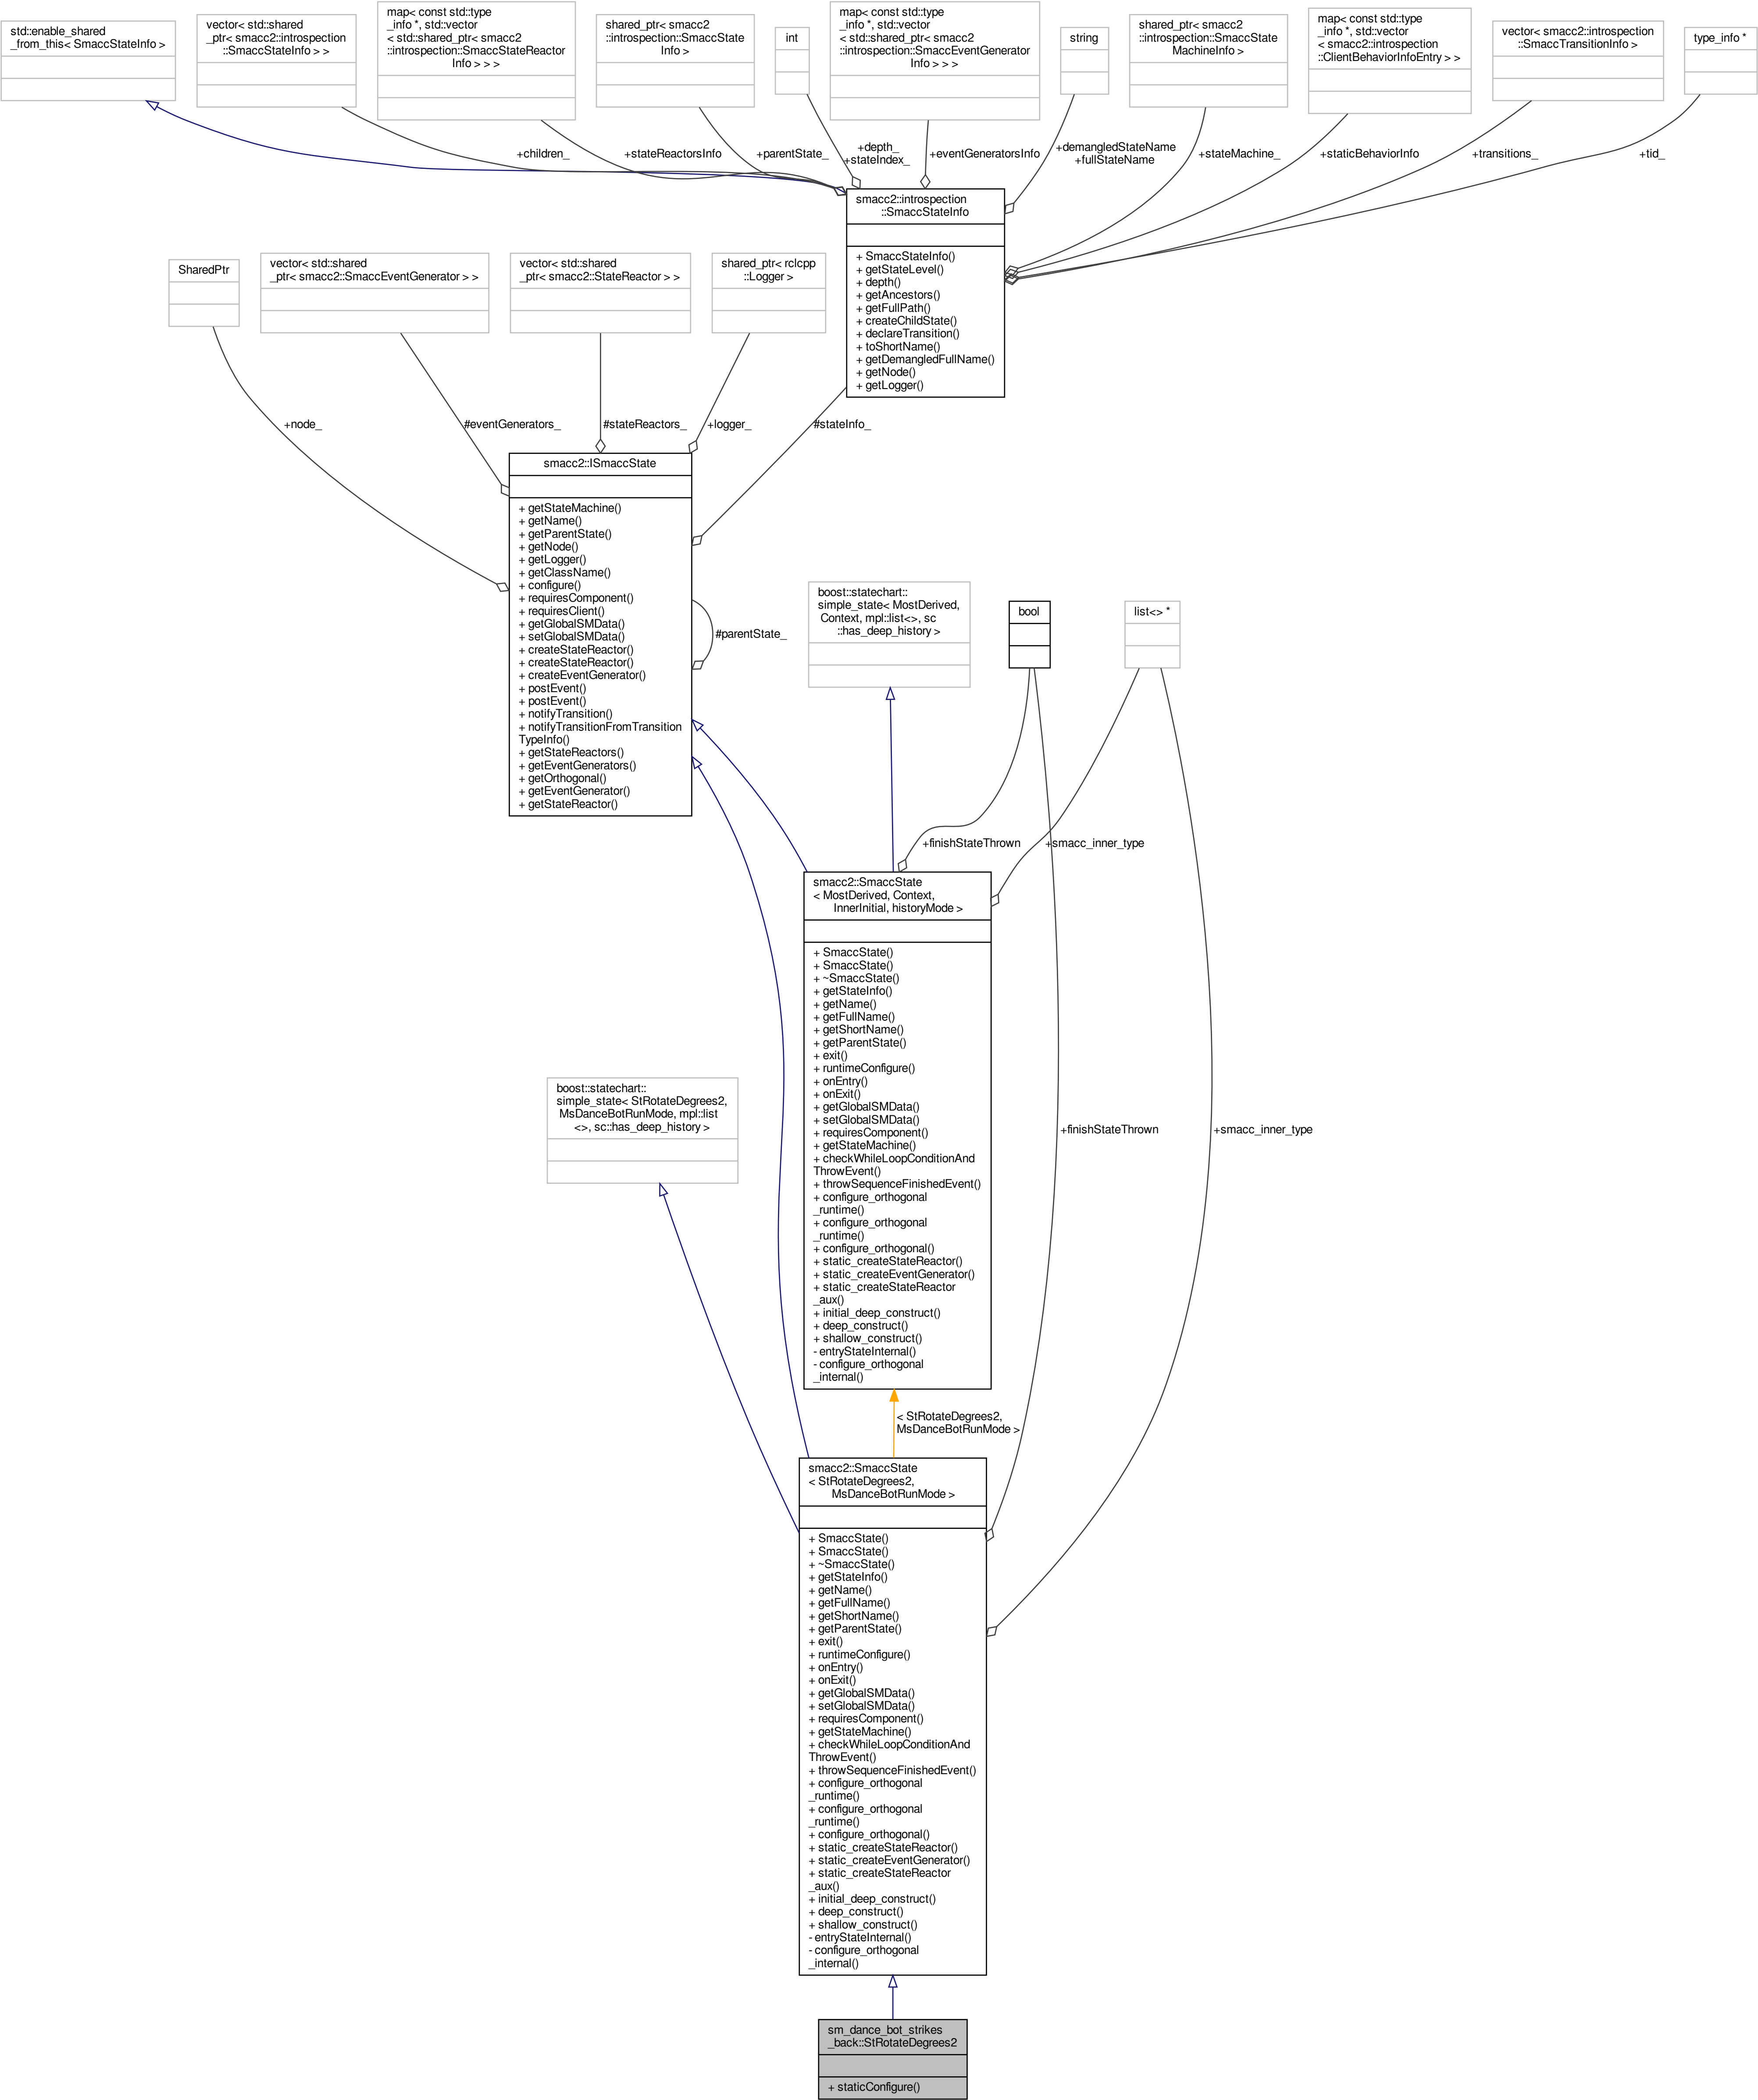 std::enable_shared
_from_this< SmaccStateInfo >
vector< std::shared
_ptr< smacc2::introspection
::SmaccStateInfo > >
map< const std::type
_info *, std::vector
< std::shared_ptr< smacc2
::introspection::SmaccStateReactor
Info > > >
shared_ptr< smacc2
::introspection::SmaccState
Info >
int
map< const std::type
_info *, std::vector
< std::shared_ptr< smacc2
::introspection::SmaccEventGenerator
Info > > >
string
shared_ptr< smacc2
::introspection::SmaccState
MachineInfo >
map< const std::type
_info *, std::vector
< smacc2::introspection
::ClientBehaviorInfoEntry > >
vector< smacc2::introspection
::SmaccTransitionInfo >
type_info *
+children_
+stateReactorsInfo
+parentState_
+depth_
+stateIndex_
+eventGeneratorsInfo
+demangledStateName
+fullStateName
+stateMachine_
+staticBehaviorInfo
+transitions_
+tid_
smacc2::introspection
::SmaccStateInfo
+ SmaccStateInfo()
+ getStateLevel()
+ depth()
+ getAncestors()
+ getFullPath()
+ createChildState()
+ declareTransition()
+ toShortName()
+ getDemangledFullName()
+ getNode()
+ getLogger()
SharedPtr
vector< std::shared
_ptr< smacc2::SmaccEventGenerator > >
vector< std::shared
_ptr< smacc2::StateReactor > >
shared_ptr< rclcpp
::Logger >
+node_
#eventGenerators_
#stateReactors_
+logger_
#stateInfo_
smacc2::ISmaccState
+ getStateMachine()
+ getName()
+ getParentState()
+ getNode()
+ getLogger()
+ getClassName()
+ configure()
+ requiresComponent()
+ requiresClient()
+ getGlobalSMData()
+ setGlobalSMData()
+ createStateReactor()
+ createStateReactor()
+ createEventGenerator()
+ postEvent()
+ postEvent()
+ notifyTransition()
+ notifyTransitionFromTransition
TypeInfo()
+ getStateReactors()
+ getEventGenerators()
+ getOrthogonal()
+ getEventGenerator()
+ getStateReactor()
#parentState_
boost::statechart::
simple_state< MostDerived,
Context, mpl::list<>, sc
::has_deep_history >
bool
list<> *
+finishStateThrown
+smacc_inner_type
smacc2::SmaccState
< MostDerived, Context,
InnerInitial, historyMode >
+ SmaccState()
+ SmaccState()
+ ~SmaccState()
+ getStateInfo()
+ getName()
+ getFullName()
+ getShortName()
+ getParentState()
+ exit()
+ runtimeConfigure()
+ onEntry()
+ onExit()
+ getGlobalSMData()
+ setGlobalSMData()
+ requiresComponent()
+ getStateMachine()
+ checkWhileLoopConditionAnd
ThrowEvent()
+ throwSequenceFinishedEvent()
+ configure_orthogonal
_runtime()
+ configure_orthogonal
_runtime()
+ configure_orthogonal()
+ static_createStateReactor()
+ static_createEventGenerator()
+ static_createStateReactor
_aux()
+ initial_deep_construct()
+ deep_construct()
+ shallow_construct()
- entryStateInternal()
- configure_orthogonal
_internal()
boost::statechart::
simple_state< StRotateDegrees2,
MsDanceBotRunMode, mpl::list
<>, sc::has_deep_history >
+finishStateThrown
+smacc_inner_type
< StRotateDegrees2,
MsDanceBotRunMode >
smacc2::SmaccState
< StRotateDegrees2,
MsDanceBotRunMode >
+ SmaccState()
+ SmaccState()
+ ~SmaccState()
+ getStateInfo()
+ getName()
+ getFullName()
+ getShortName()
+ getParentState()
+ exit()
+ runtimeConfigure()
+ onEntry()
+ onExit()
+ getGlobalSMData()
+ setGlobalSMData()
+ requiresComponent()
+ getStateMachine()
+ checkWhileLoopConditionAnd
ThrowEvent()
+ throwSequenceFinishedEvent()
+ configure_orthogonal
_runtime()
+ configure_orthogonal
_runtime()
+ configure_orthogonal()
+ static_createStateReactor()
+ static_createEventGenerator()
+ static_createStateReactor
_aux()
+ initial_deep_construct()
+ deep_construct()
+ shallow_construct()
- entryStateInternal()
- configure_orthogonal
_internal()
sm_dance_bot_strikes
_back::StRotateDegrees2
+ staticConfigure()